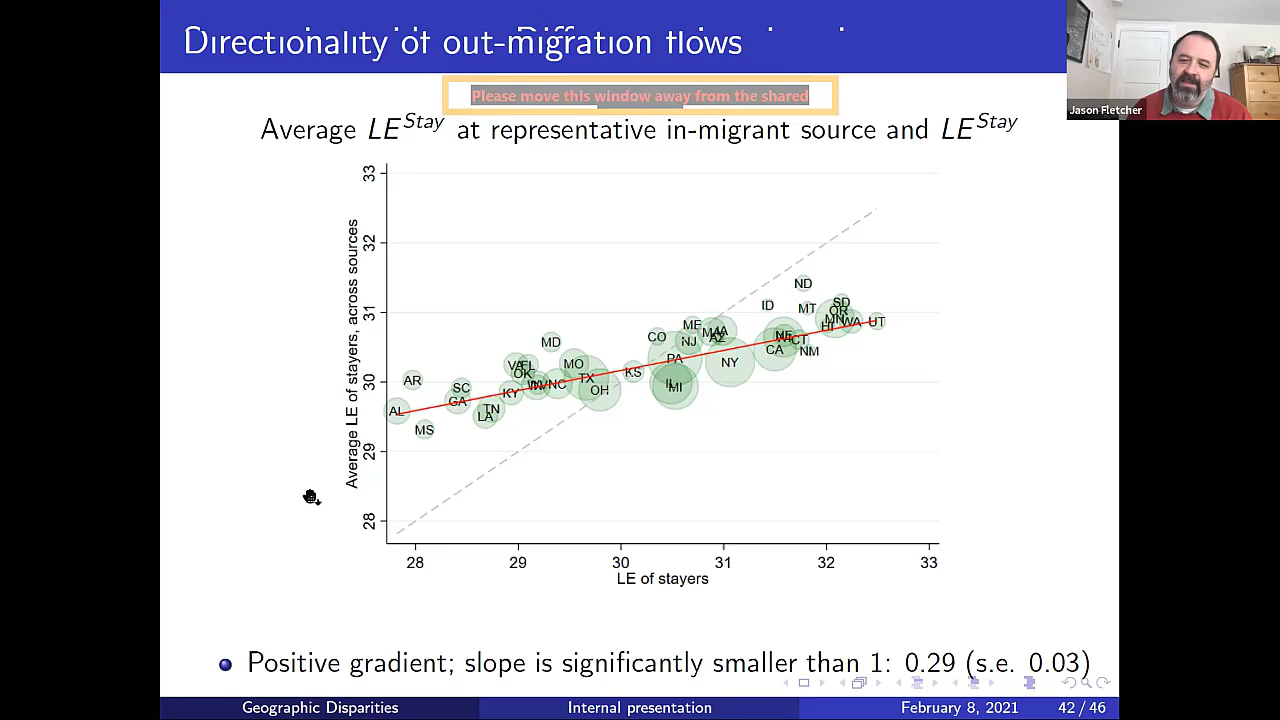 Directionality of out-migration flows
Jason Fletcher
Please move this window away from the shared
Average LE^Stay at representative in-migrant source and LE^Stay
Average LE of stayers, across sources
33
32
31
30
29
28
ND
SD
MT
ID
OR
MN
WA
UT
HI
ME
CO
NJ
AZ
CT
CA
NM
MD
PA
NY
VA
FL
OK
MO
KS
TX
IL
MI
AR
SC
NC
OH
KY
GA
TN
LA
AL
MS
28 29 30 31 32 33
LE of stayers
Positive gradient; slope is significantly smaller than 1: 0.29 (s.e. 0.03)
Geographic Disparities Internal presentation February 8, 2021 42 / 46